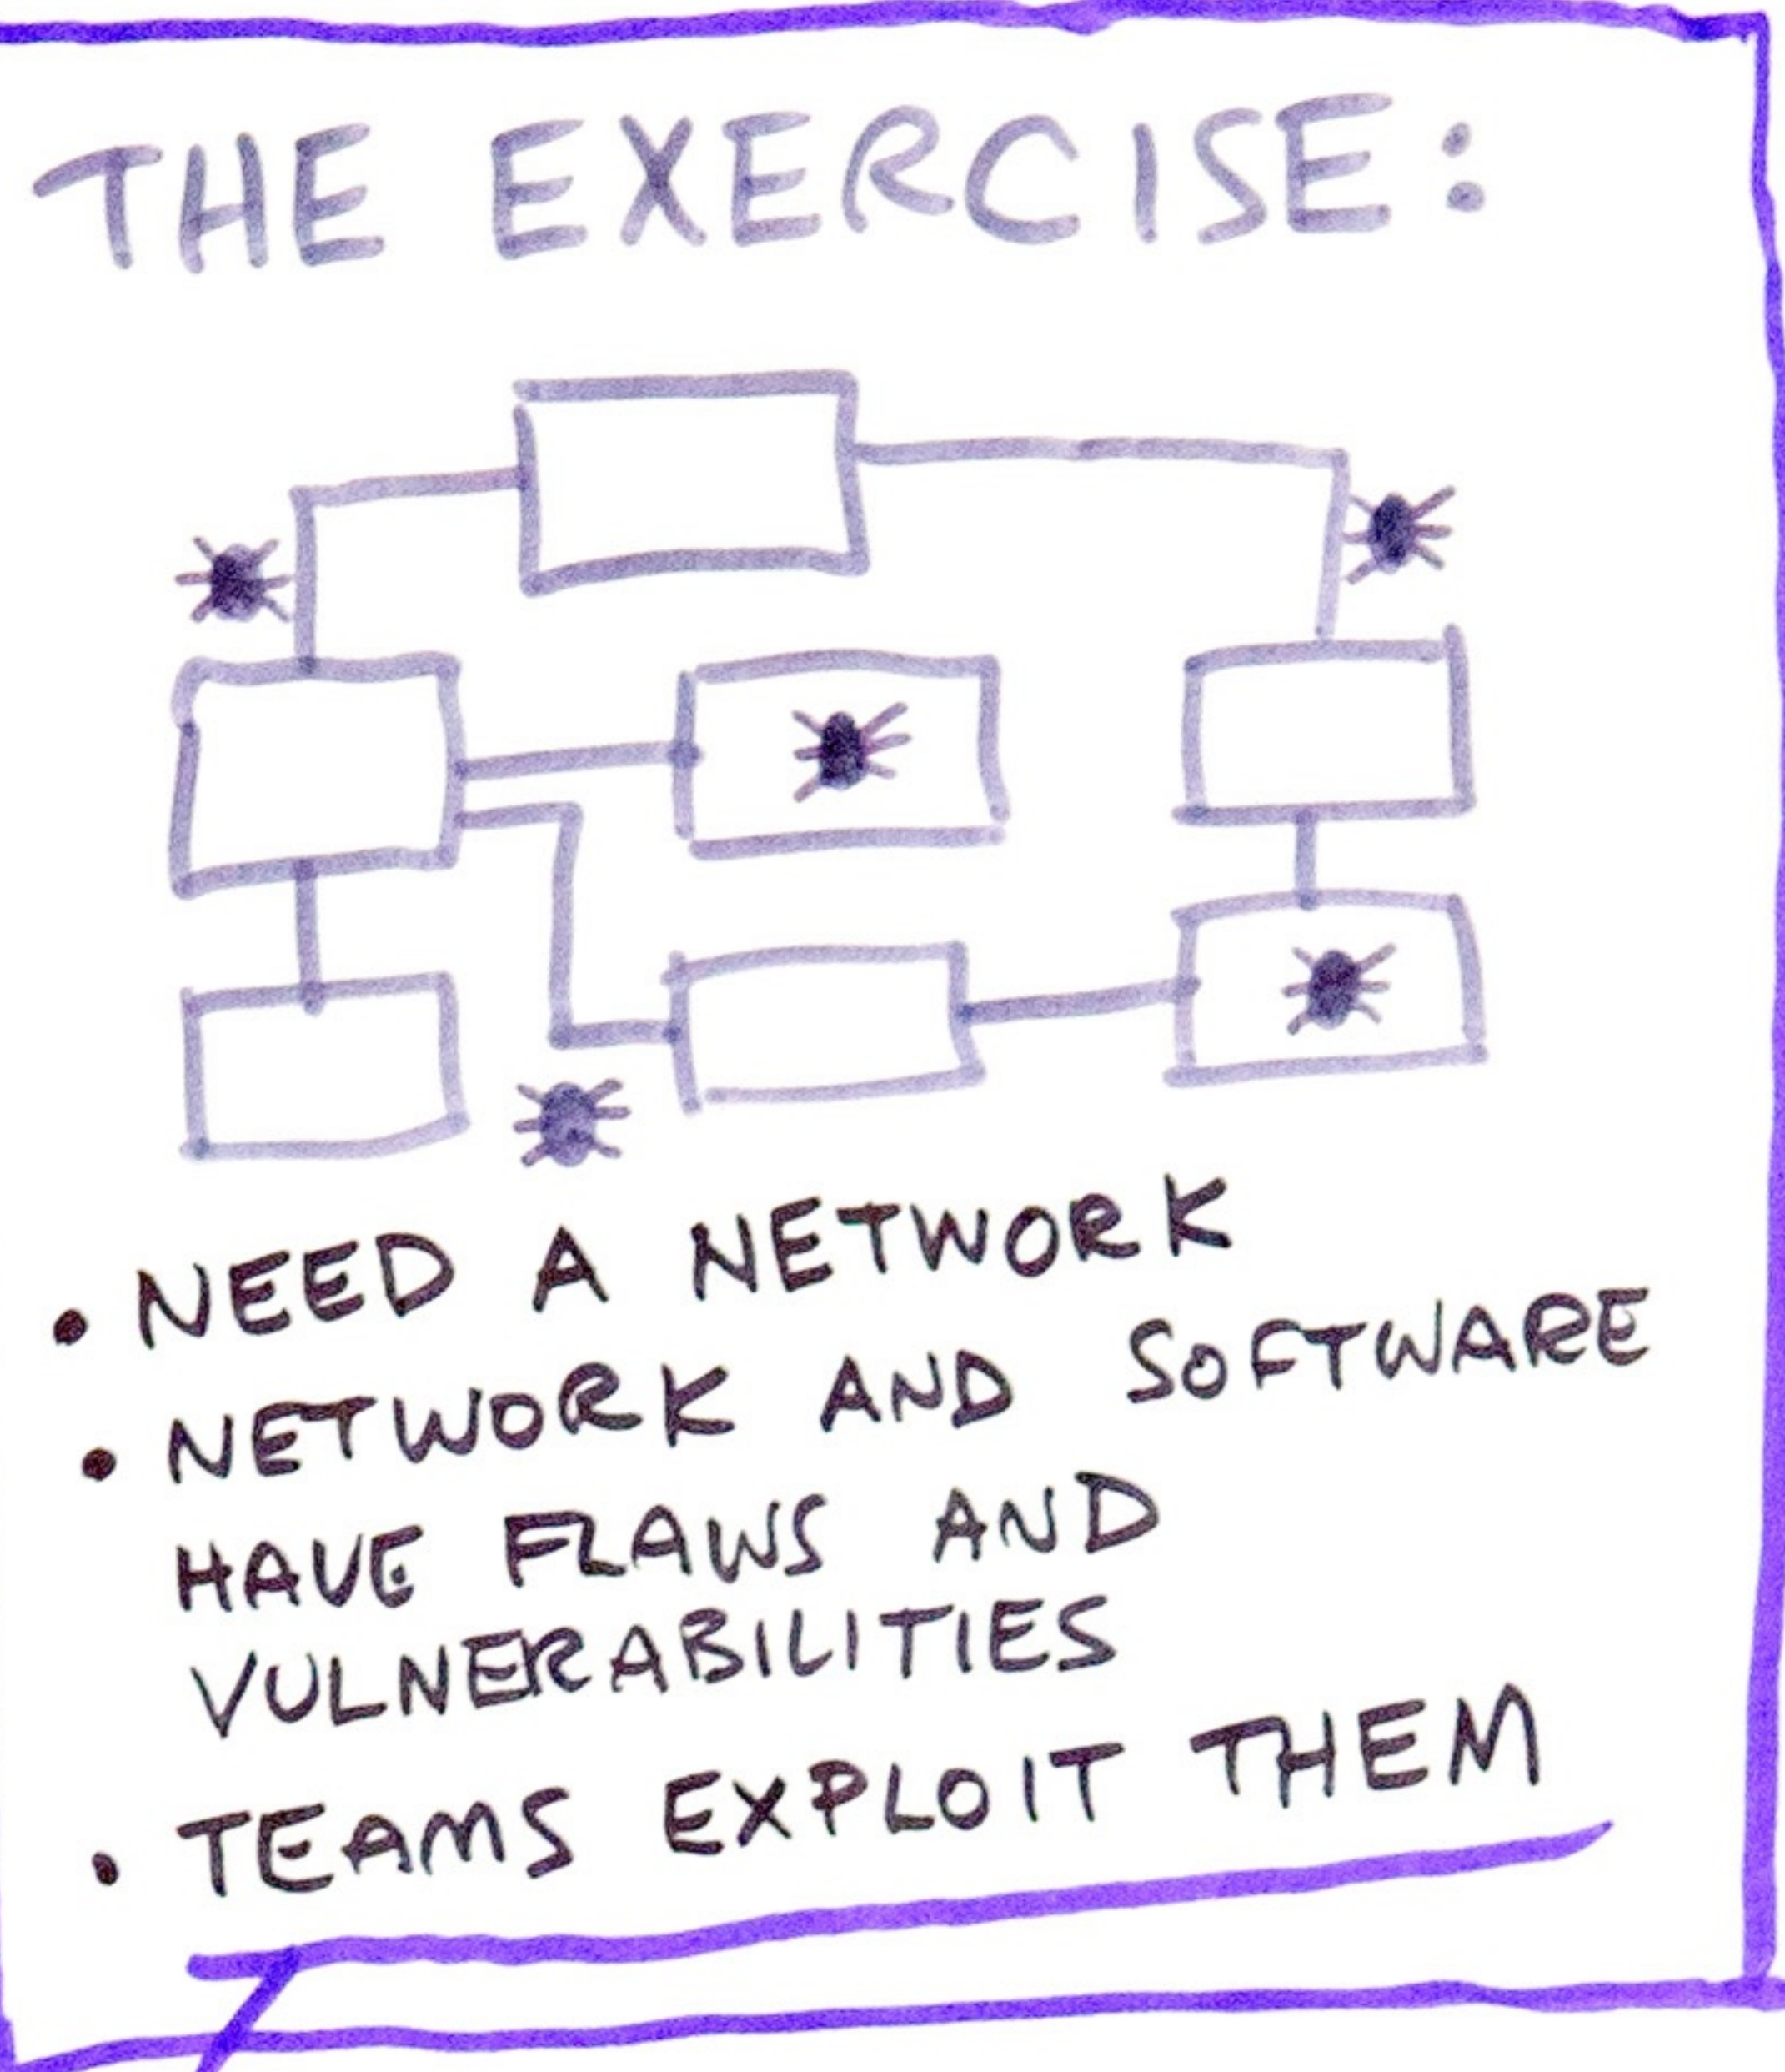 THE EXERCISE:
• NEED A NETWORK
• NETWORK AND SOFTWARE
HAVE FLAWS AND
VULNERABILITIES
• TEAMS EXPLOIT THEM